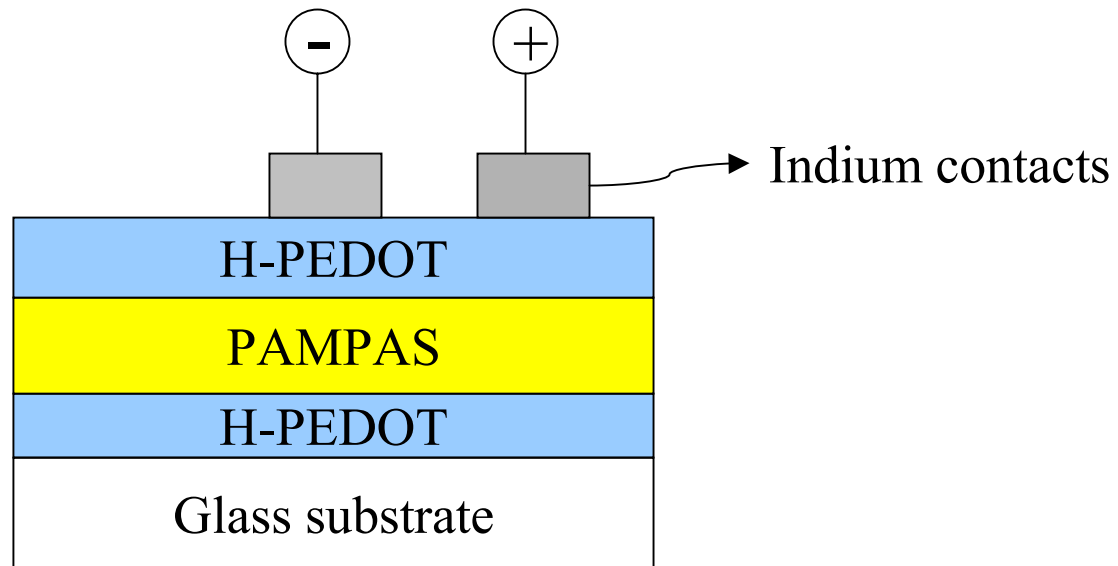 -
+
Indium contacts
H-PEDOT
PAMPAS
H-PEDOT
Glass substrate